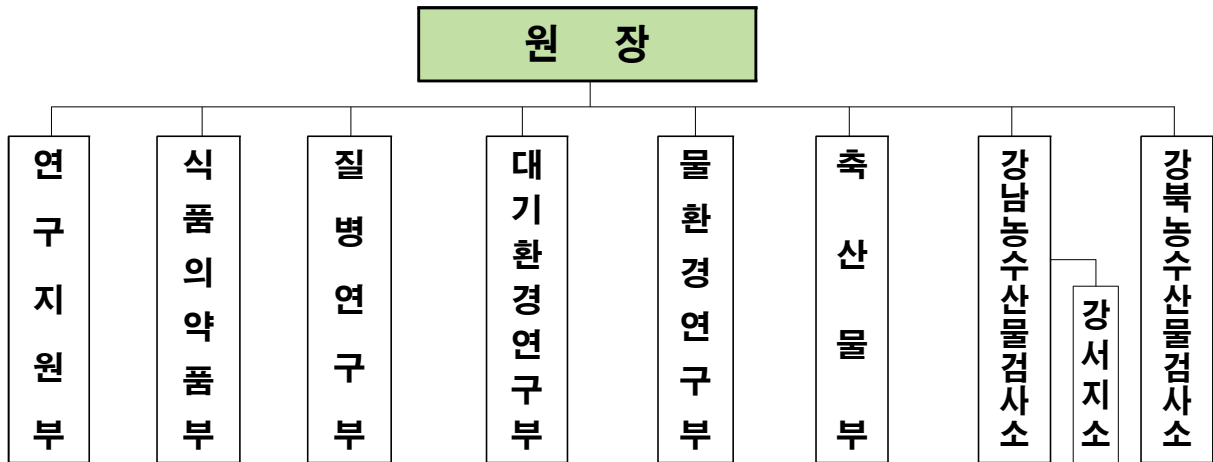 원 장
연구지원부
식품의약품부
질병연구부
대기환경연구부
물환경연구부
축산물부
강남농수산물검사소
강서지소
강북농수산물검사소